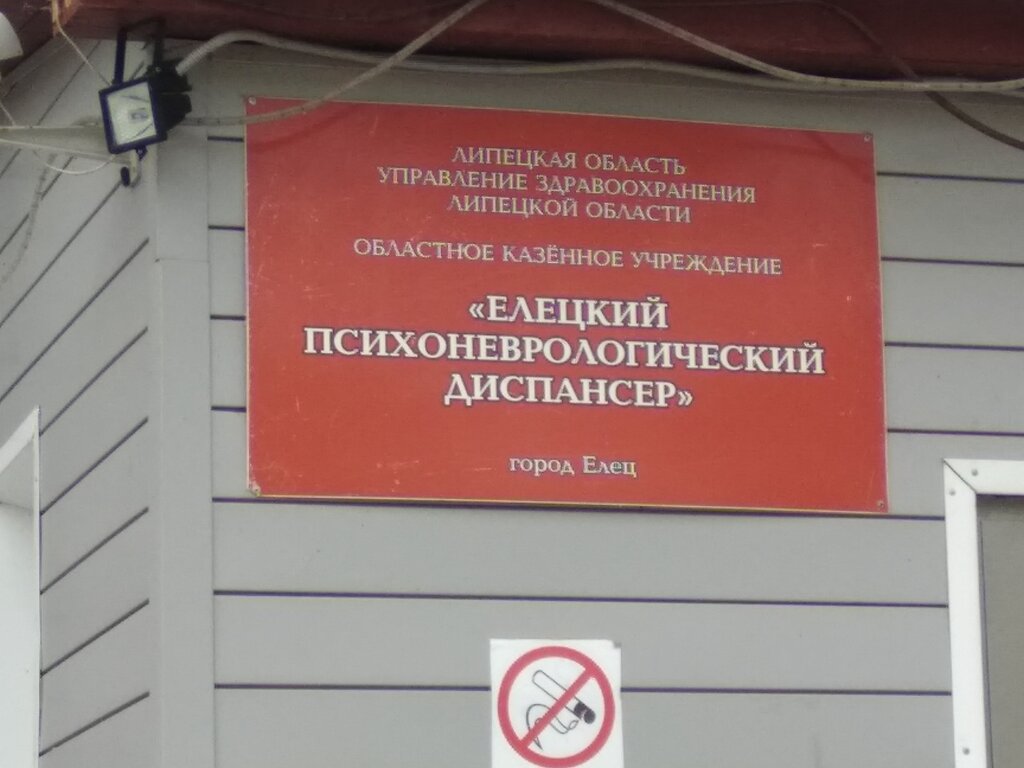 ЛИПЕЦКАЯ ОБЛАСТЬ
УПРАВЛЕНИЕ ЗДРАВООХРАНЕНИЯ
ЛИПЕЦКОЙ ОБЛАСТИ
ОБЛАСТНОЕ КАЗЁННОЕ УЧРЕЖДЕНИЕ
«ЕЛЕЦКИЙ
ПСИХОНЕВРОЛОГИЧЕСКИЙ
ДИСПАНСЕР»
город Елец